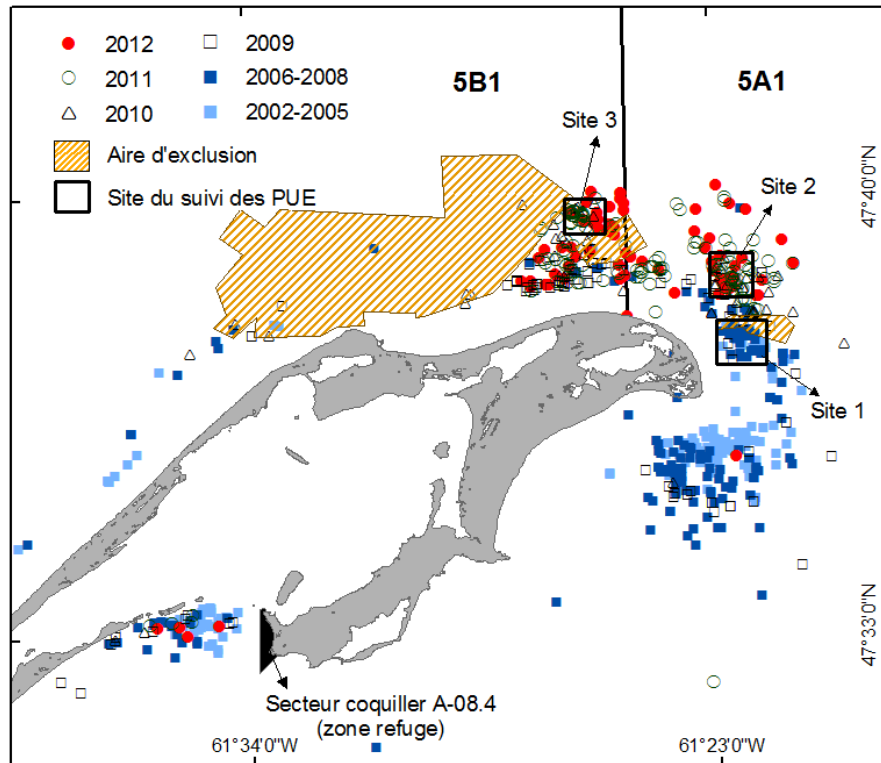 2012
2009
2011
2006-2008
2010
2002-2005
Aire d'exclusion
Site du suivi des PUE
5B1
5A1
Site 3
Site 2
47°40'0"N
Site 1
47°33'0"N
Secteur coquiller A-08.4
(zone refuge)
61°34'0"W
61°23'0"W